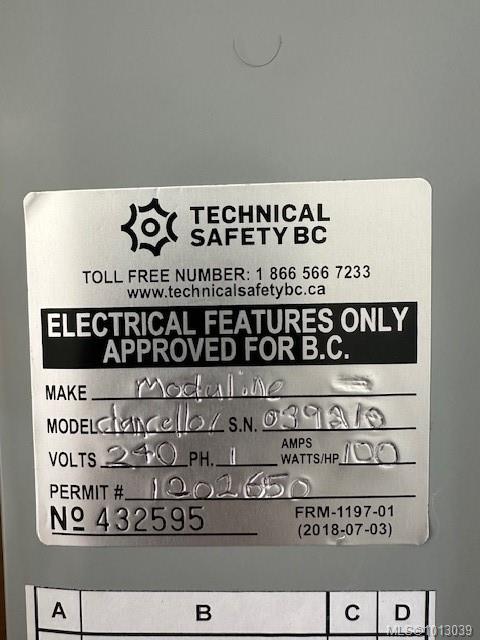 TECHNICAL
SAFETY BC
TOLL FREE NUMBER: 1 866 566 7233
www.technicalsafetybc.ca
ELECTRICAL FEATURES ONLY
APPROVED FOR B.C.
MAKE Moduline
MODEL chancellor S.N. 039210
VOLTS 240 PH. 1 AMPS WATTS/HP 100
PERMIT # 1202650
Nº 432595 FRM-1197-01
(2018-07-03)
A B C D
MLS®1013039